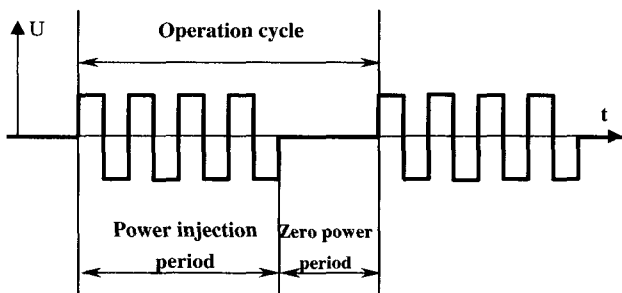 U
Operation cycle
t
Power injection
period
Zero power
period